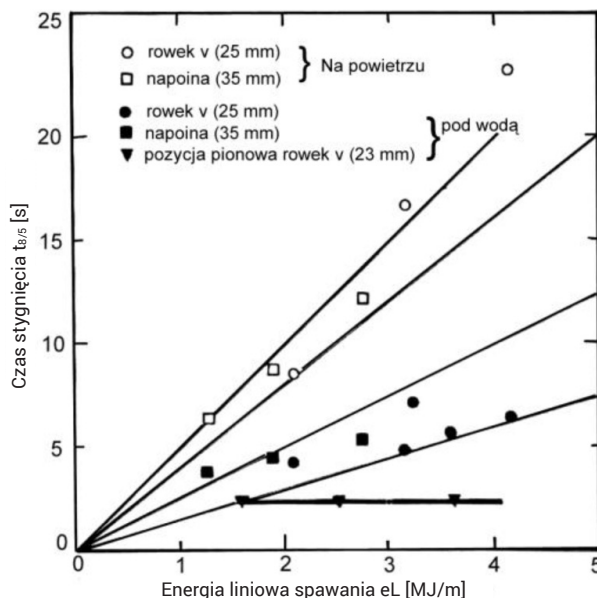 25
20
15
10
5
0
0
1
2
3
4
5
Czas stygnięcia t8/5 [s]
Energia liniowa spawania eL [MJ/m]
rowek v (25 mm)
napoina (35 mm)
Na powietrzu
rowek v (25 mm)
napoina (35 mm)
pozycja pionowa rowek v (23 mm)
pod wodą